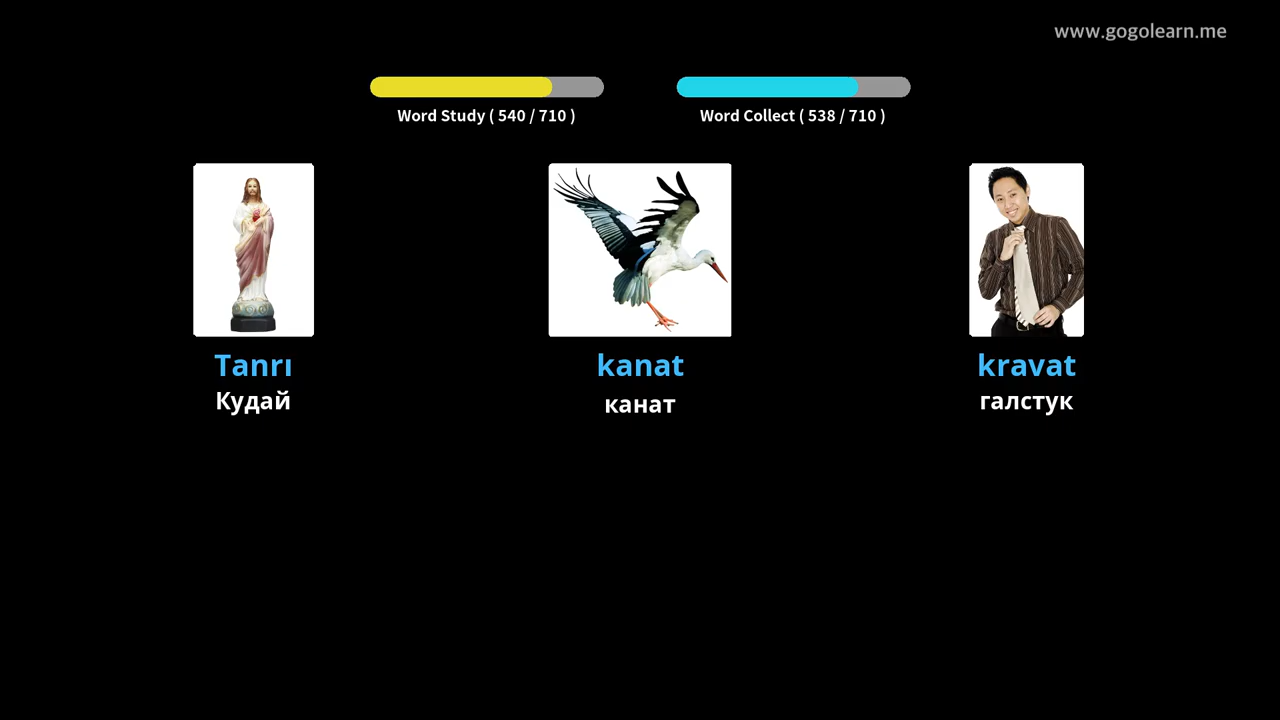 www.gogolearn.me
Word Study ( 540 / 710 )
Word Collect ( 538 / 710 )
Tanrı
Кудай
kanat
канат
kravat
галстук